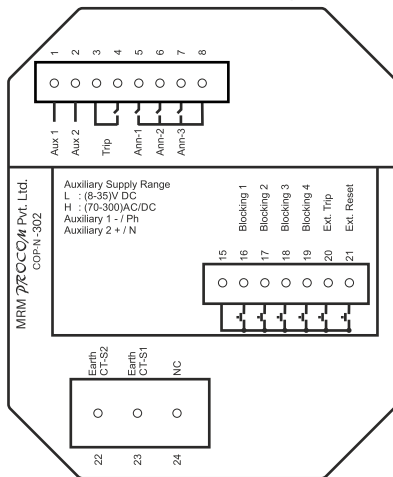 1 2 3 4 5 6 7 8
Aux 1
Aux 2
Trip
Ann-1
Ann-2
Ann-3
MRM PROCOM Pvt. Ltd.
COP-N -302
Auxiliary Supply Range
L : (8-35)V DC
H : (70-300)AC/DC
Auxiliary 1 - / Ph
Auxiliary 2 + / N
Blocking 1
Blocking 2
Blocking 3
Blocking 4
Ext. Trip
Ext. Reset
15 16 17 18 19 20 21
Earth
CT-S2
Earth
CT-S1
NC
22 23 24